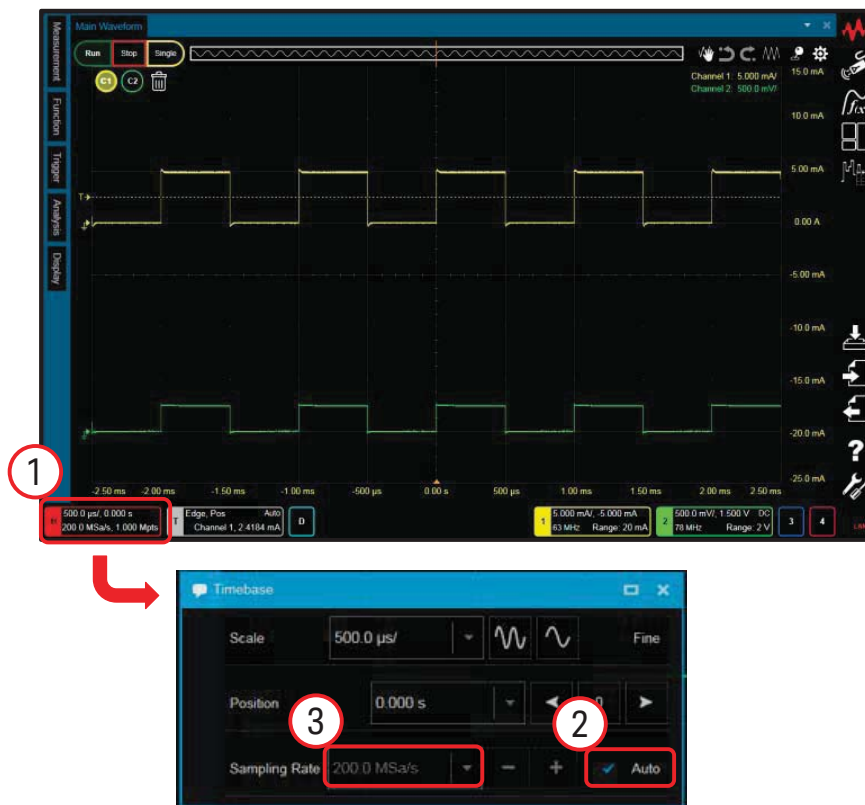 Main Waveform
Measurement
Function
Trigger
Analysis
Display
Run Stop Single
C1 C2
Channel 1: 5.000 mA/
Channel 2: 500.0 mV/
15.0 mA
10.0 mA
5.00 mA
T
0.00 A
-5.00 mA
-10.0 mA
-15.0 mA
-20.0 mA
-25.0 mA
-2.50 ms -2.00 ms -1.50 ms -1.00 ms -500 µs 0.00 s 500 µs 1.00 ms 1.50 ms 2.00 ms 2.50 ms
f(x)
?
1
H 500.0 µs/, 0.000 s
200.0 MSa/s, 1.000 Mpts
T Edge, Pos Auto
Channel 1, 2.4184 mA
D
1 5.000 mA/, -5.000 mA
63 MHz Range: 20 mA
2 500.0 mV/, 1.500 V DC
78 MHz Range: 2 V
3
4
LAN
Timebase
Scale 500.0 µs/ Fine
Position 0.000 s 0
3
2
Sampling Rate 200.0 MSa/s - + Auto